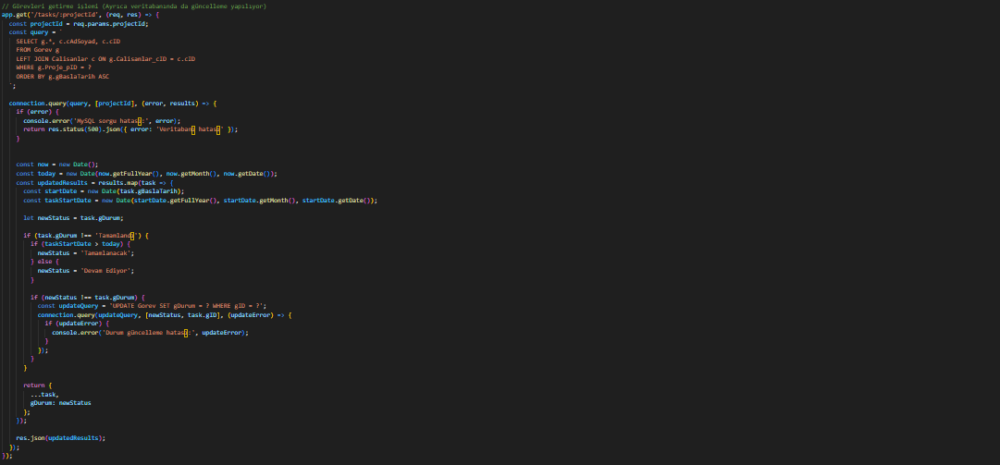 // Görevleri getirme işlemi (Ayrıca veritabanında da güncelleme yapılıyor)
app.get('/tasks/:projectId', (req, res) => {
const projectId = req.params.projectId;
const query = `
SELECT g.*, c.cAdSoyad, c.cID
FROM Gorev g
LEFT JOIN Calisanlar c ON g.Calisanlar_cID = c.cID
WHERE g.Proje_pID = ?
ORDER BY g.gBaslaTarih ASC
`;
connection.query(query, [projectId], (error, results) => {
if (error) {
console.error('MySQL sorgu hatası:', error);
return res.status(500).json({ error: 'Veritabanı hatası' });
}
const now = new Date();
const today = new Date(now.getFullYear(), now.getMonth(), now.getDate());
const updatedResults = results.map(task => {
const startDate = new Date(task.gBaslaTarih);
const taskStartDate = new Date(startDate.getFullYear(), startDate.getMonth(), startDate.getDate());
let newStatus = task.gDurum;
if (task.gDurum !== 'Tamamlandı') {
if (taskStartDate > today) {
newStatus = 'Tamamlanacak';
} else {
newStatus = 'Devam Ediyor';
}
if (newStatus !== task.gDurum) {
const updateQuery = 'UPDATE Gorev SET gDurum = ? WHERE gID = ?';
connection.query(updateQuery, [newStatus, task.gID], (updateError) => {
if (updateError) {
console.error('Durum güncelleme hatası:', updateError);
}
});
}
}
return {
...task,
gDurum: newStatus
};
});
res.json(updatedResults);
});
});